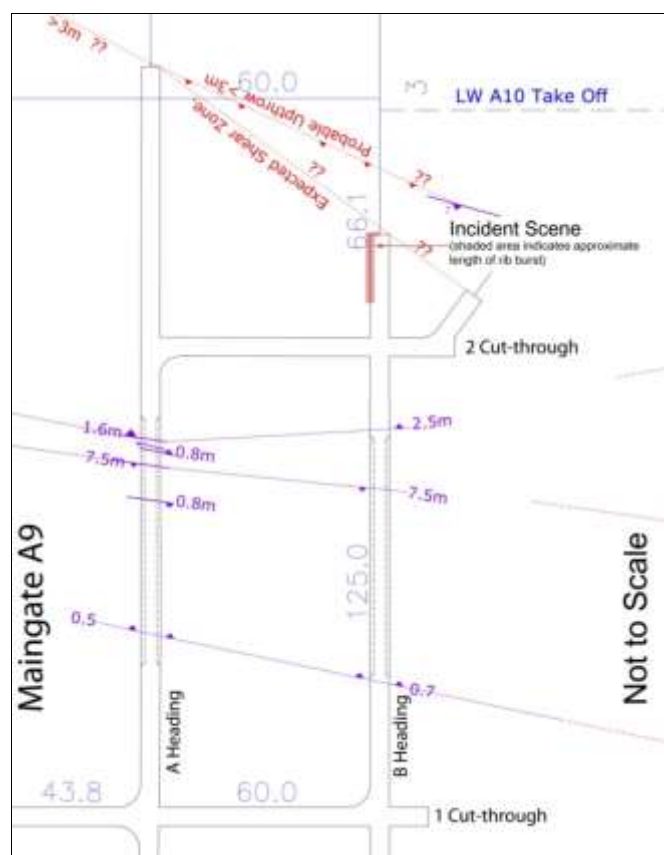 >3m ??
60.0
3
LW A10 Take Off
Probable Upthrow >3m
??
Expected Shear Zone.
??
66.1
Incident Scene
(shaded area indicates approximate
length of rib burst)
??
2 Cut-through
1.6m
2.5m
0.8m
7.5m
7.5m
0.8m
Maingate A9
125.0
Not to Scale
0.5
0.7
A Heading
B Heading
43.8
60.0
1 Cut-through